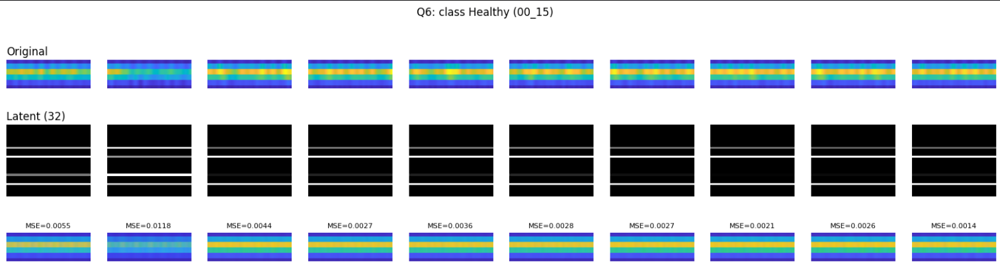 Q6: class Healthy (00_15)
Original
Latent (32)
MSE=0.0055 MSE=0.0118 MSE=0.0044 MSE=0.0027 MSE=0.0036 MSE=0.0028 MSE=0.0027 MSE=0.0021 MSE=0.0026 MSE=0.0014